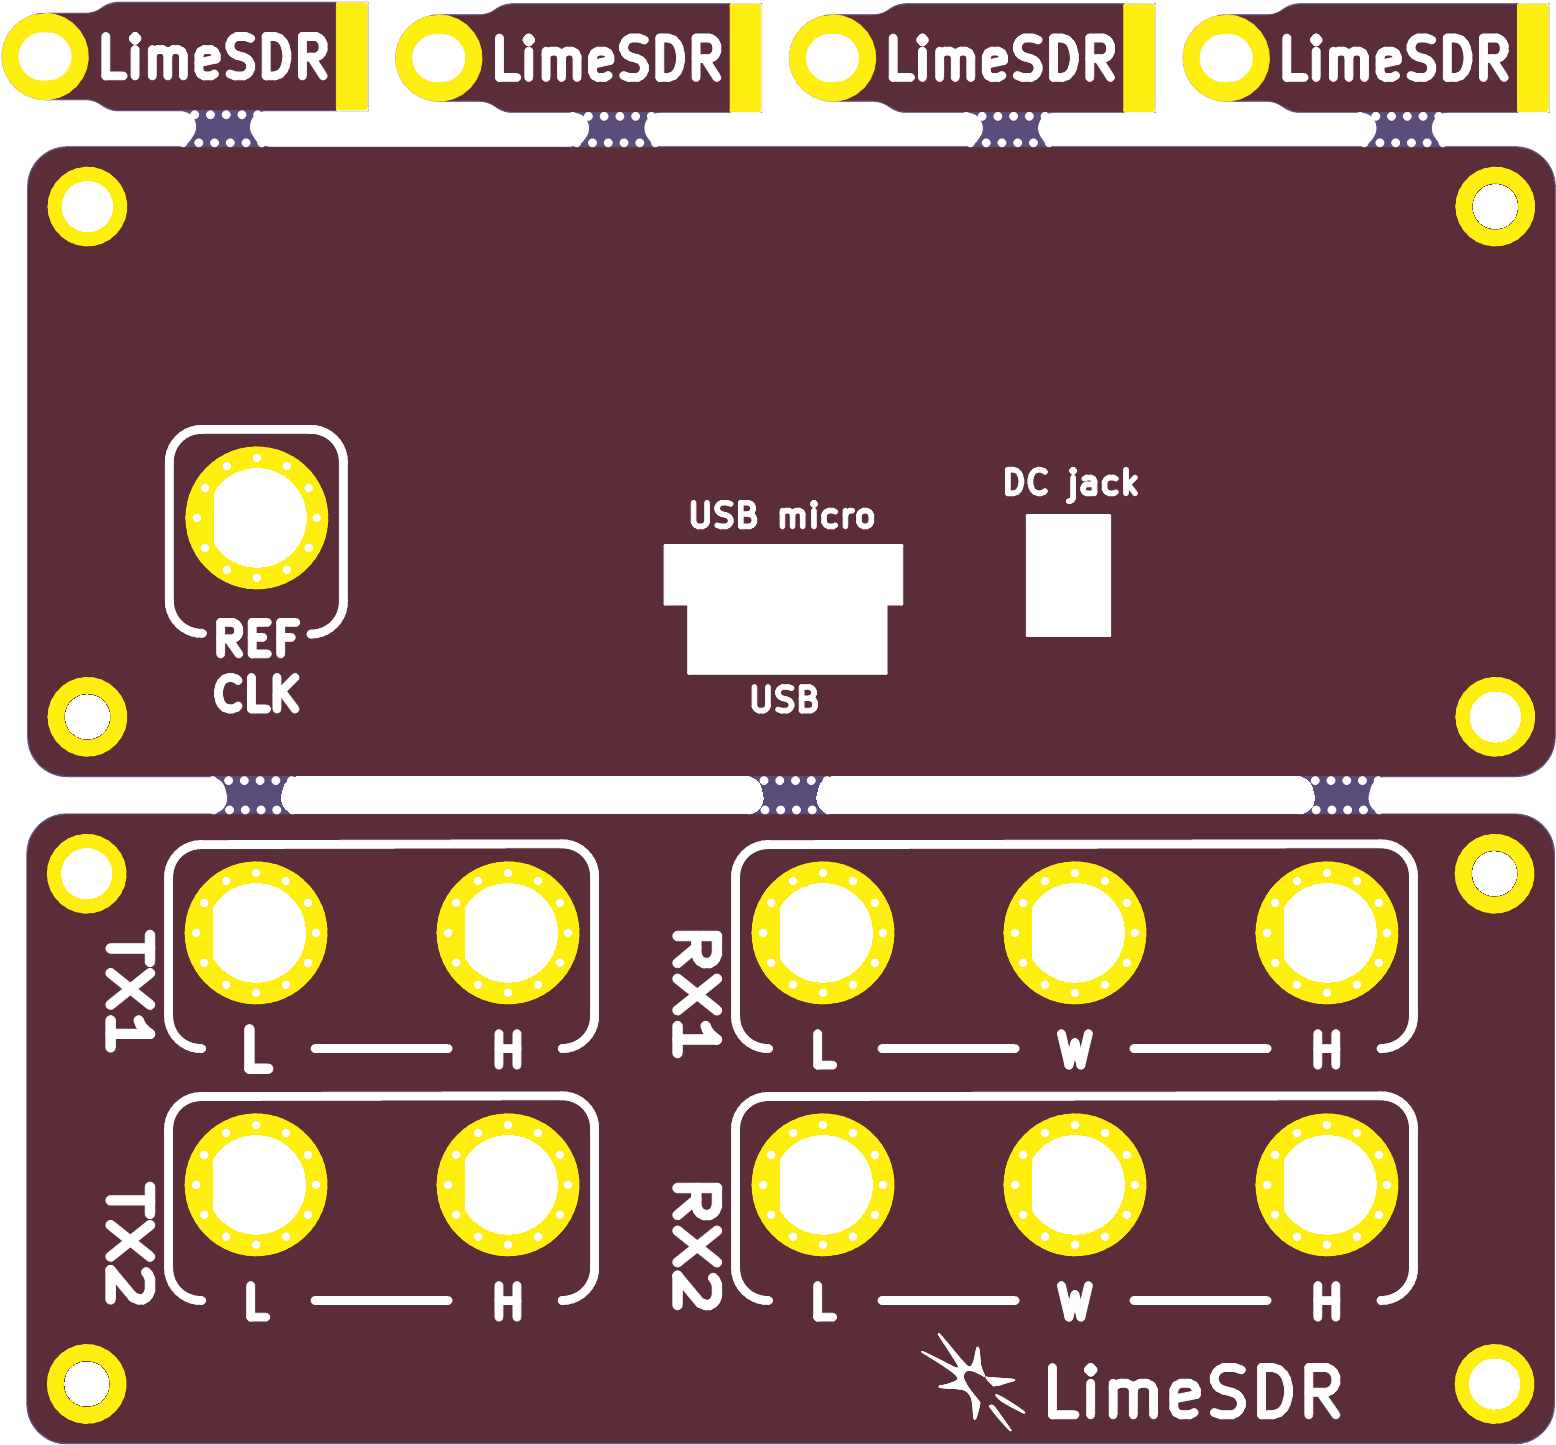 LimeSDR LimeSDR LimeSDR LimeSDR
DC jack
USB micro
REF
CLK
USB
TX1
L H
RX1
L W H
TX2
L H
RX2
L W H
LimeSDR